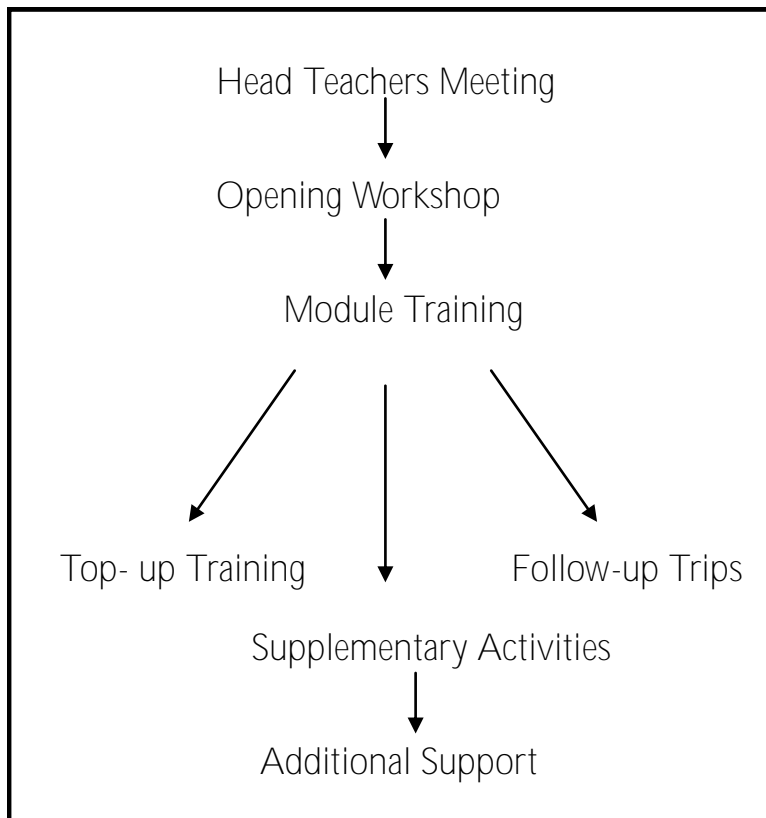 Head Teachers Meeting
Opening Workshop
Module Training
Top- up Training
Follow-up Trips
Supplementary Activities
Additional Support